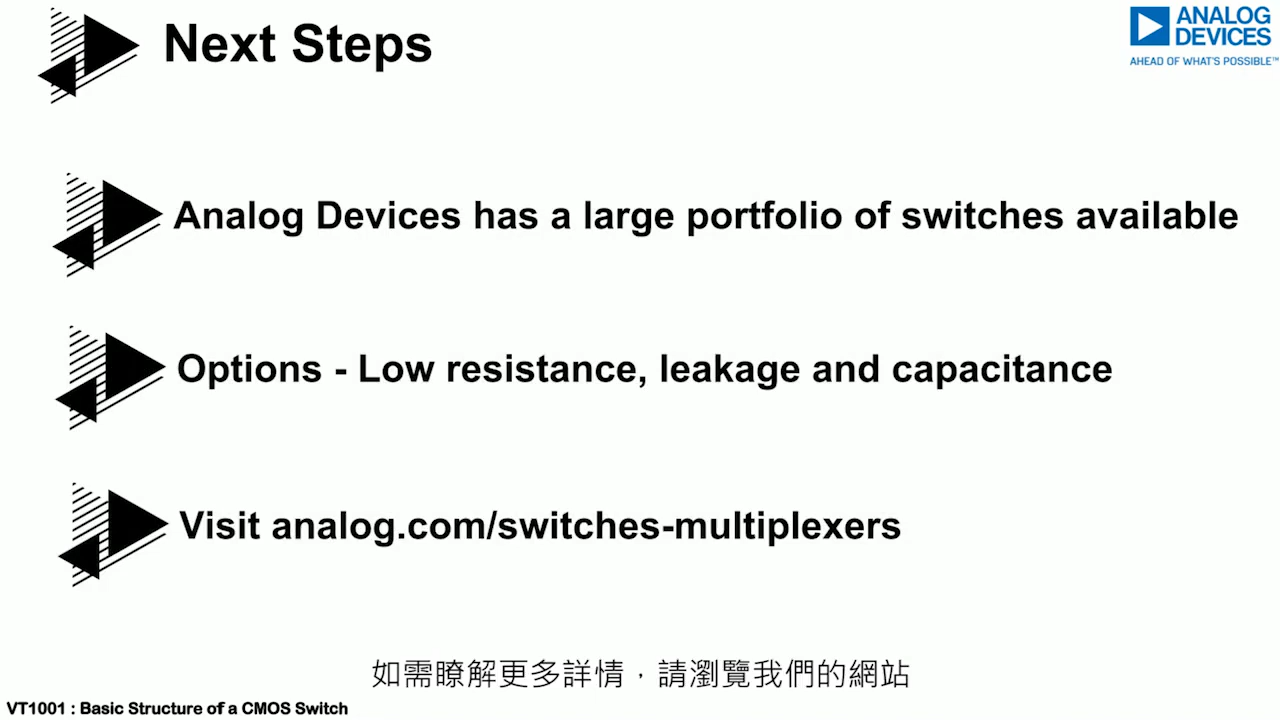 Next Steps
ANALOG
DEVICES
AHEAD OF WHAT'S POSSIBLE™
Analog Devices has a large portfolio of switches available
Options - Low resistance, leakage and capacitance
Visit analog.com/switches-multiplexers
如需瞭解更多詳情，請瀏覽我們的網站
VT1001 : Basic Structure of a CMOS Switch